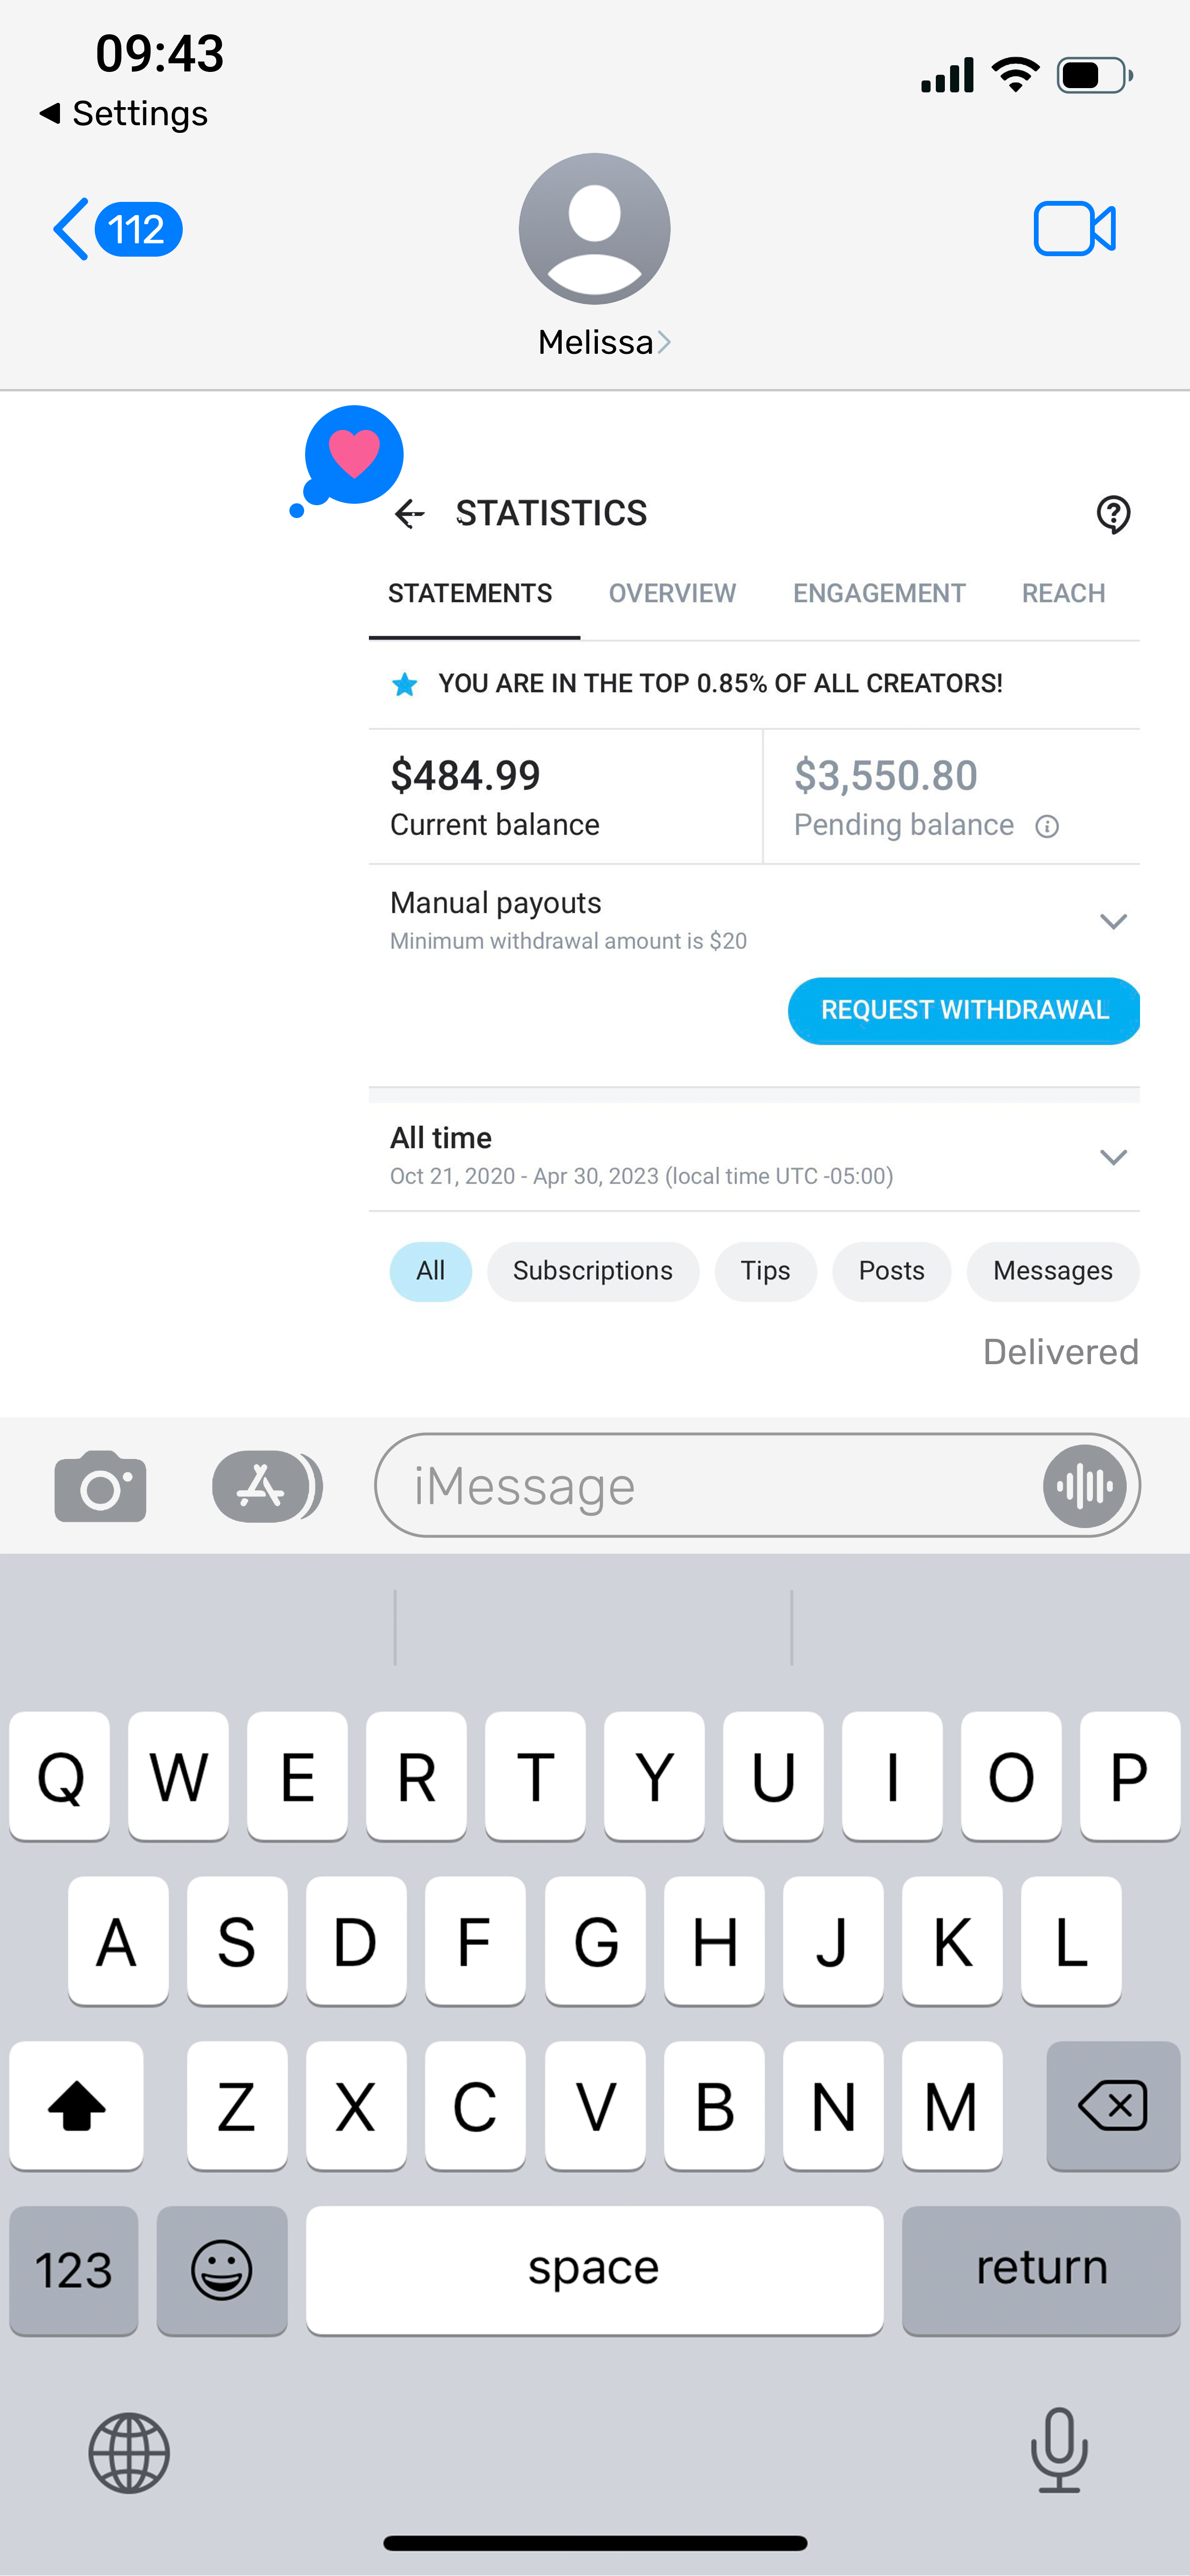 09:43
Settings
112
Melissa
STATISTICS
STATEMENTS OVERVIEW ENGAGEMENT REACH
YOU ARE IN THE TOP 0.85% OF ALL CREATORS!
$484.99 $3,550.80
Current balance Pending balance
Manual payouts
Minimum withdrawal amount is $20
REQUEST WITHDRAWAL
All time
Oct 21, 2020 - Apr 30, 2023 (local time UTC -05:00)
All Subscriptions Tips Posts Messages
Delivered
iMessage
Q W E R T Y U I O P
A S D F G H J K L
Z X C V B N M
123 space return